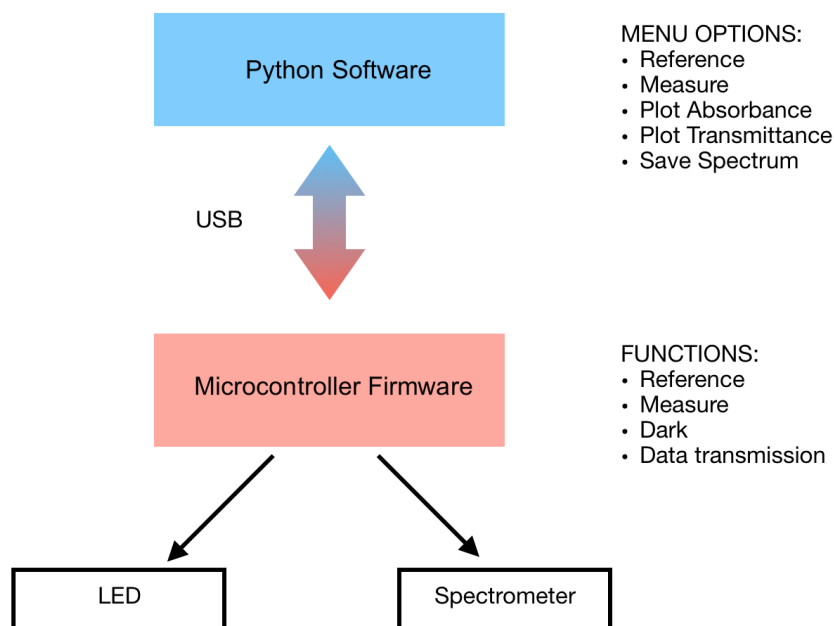 Python Software
MENU OPTIONS:
• Reference
• Measure
• Plot Absorbance
• Plot Transmittance
• Save Spectrum
USB
Microcontroller Firmware
FUNCTIONS:
• Reference
• Measure
• Dark
• Data transmission
LED
Spectrometer